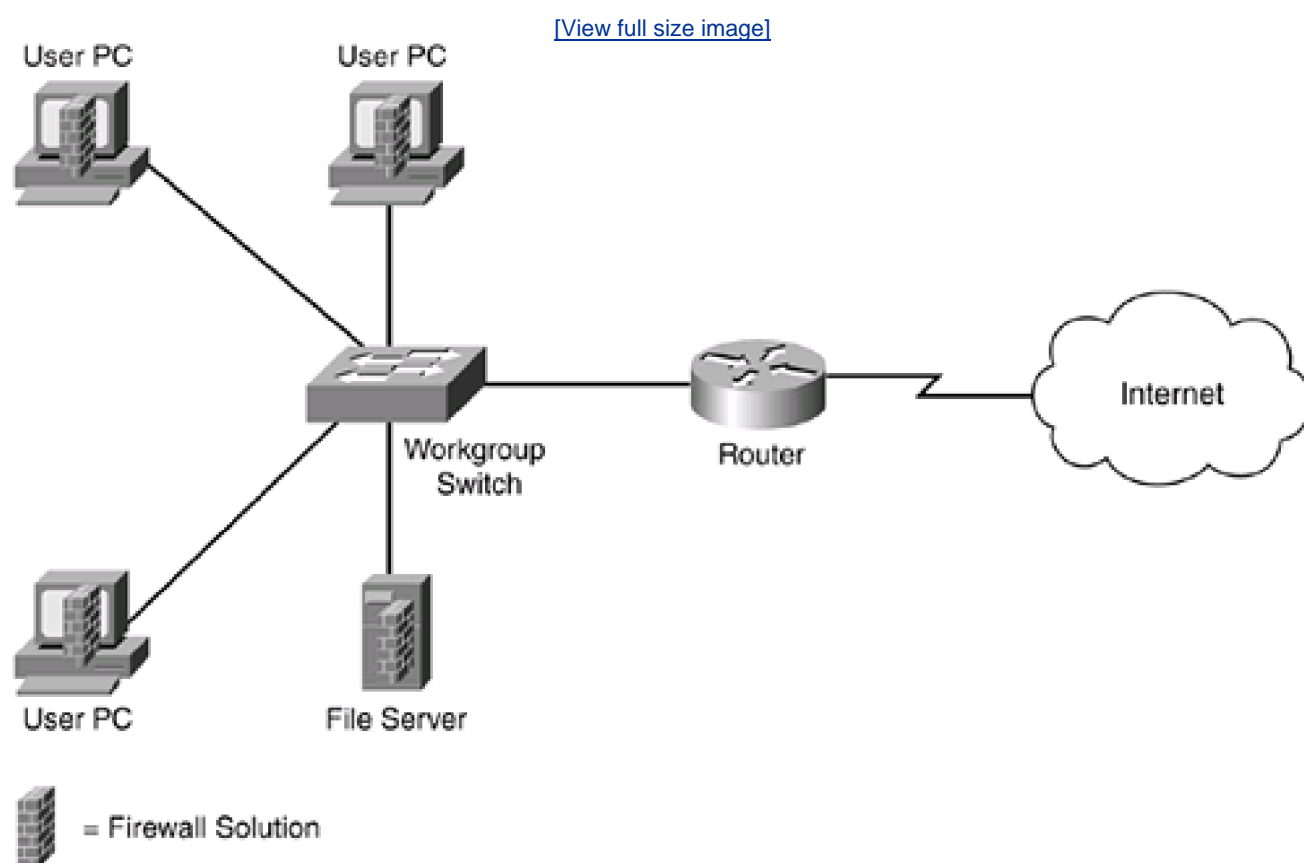 [View full size image]
User PC
User PC
Workgroup
Switch
Router
Internet
User PC
File Server
= Firewall Solution